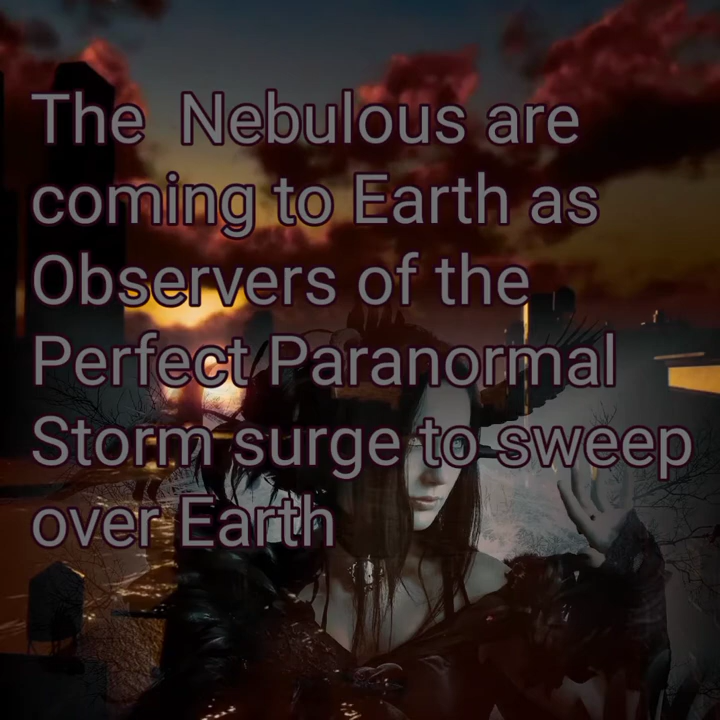 The  Nebulous are
coming to Earth as
Observers of the
Perfect Paranormal
Storm surge to sweep
over Earth